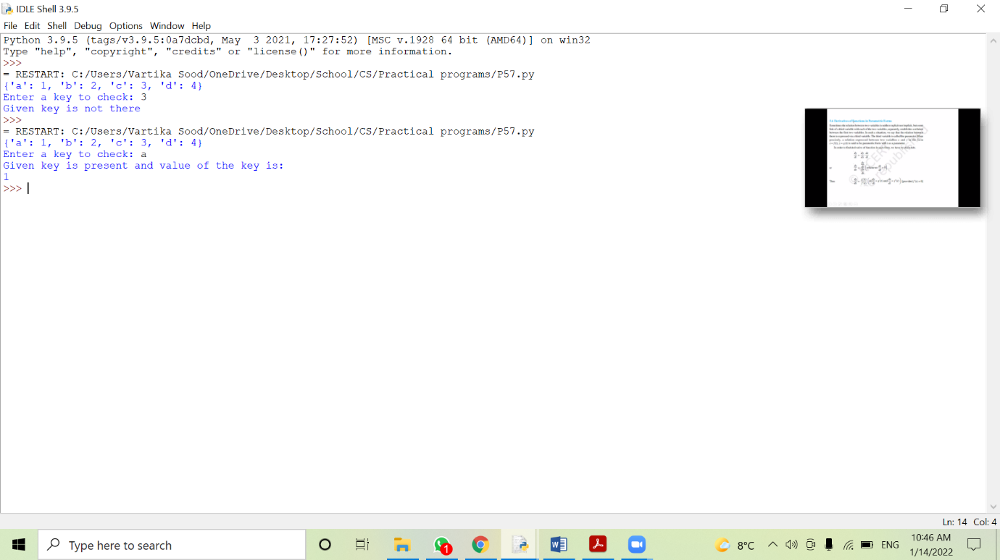 IDLE Shell 3.9.5
File Edit Shell Debug Options Window Help
Python 3.9.5 (tags/v3.9.5:0a7dcbd, May  3 2021, 17:27:52) [MSC v.1928 64 bit (AMD64)] on win32
Type "help", "copyright", "credits" or "license()" for more information.
>>>
= RESTART: C:/Users/Vartika Sood/OneDrive/Desktop/School/CS/Practical programs/P57.py
{'a': 1, 'b': 2, 'c': 3, 'd': 4}
Enter a key to check: 3
Given key is not there
>>>
= RESTART: C:/Users/Vartika Sood/OneDrive/Desktop/School/CS/Practical programs/P57.py
{'a': 1, 'b': 2, 'c': 3, 'd': 4}
Enter a key to check: a
Given key is present and value of the key is:
1
>>>
Ln: 14 Col: 4
Type here to search
1
8°C
ENG
10:46 AM
1/14/2022